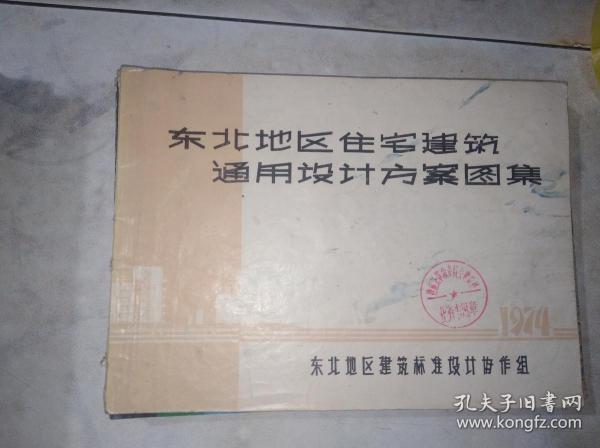 东北地区住宅建筑
通用设计方案图集
1974
东北地区建筑标准设计协作组
孔夫子旧书网
www.kongfz.com